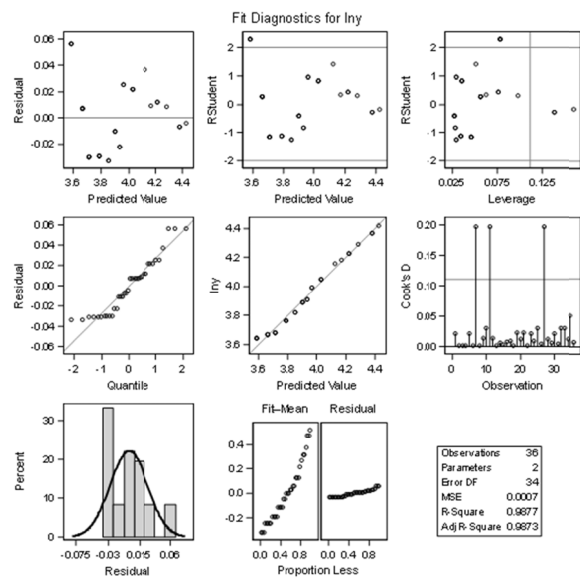 Fit Diagnostics for lny
Residual
0.06
0.04
0.02
0.00
-0.02
3.6 3.8 4.0 4.2 4.4
Predicted Value
RStudent
2
1
0
-1
-2
3.6 3.8 4.0 4.2 4.4
Predicted Value
RStudent
2
1
0
-1
-2
0.025 0.075 0.125
Leverage
Residual
0.06
0.04
0.02
0.00
-0.02
-0.04
-0.06
-2 -1 0 1 2
Quantile
lny
4.4
4.2
4.0
3.8
3.6
3.6 3.8 4.0 4.2 4.4
Predicted Value
Cook's D
0.20
0.15
0.10
0.05
0.00
0 10 20 30
Observation
Percent
30
20
10
0
-0.075 -0.03 0.015 0.06
Residual
Fit–Mean Residual
0.4
0.2
0.0
-0.2
0.0 0.4 0.8 0.0 0.4 0.8
Proportion Less
Observations 36
Parameters 2
Error DF 34
MSE 0.0007
R-Square 0.9877
Adj R-Square 0.9873